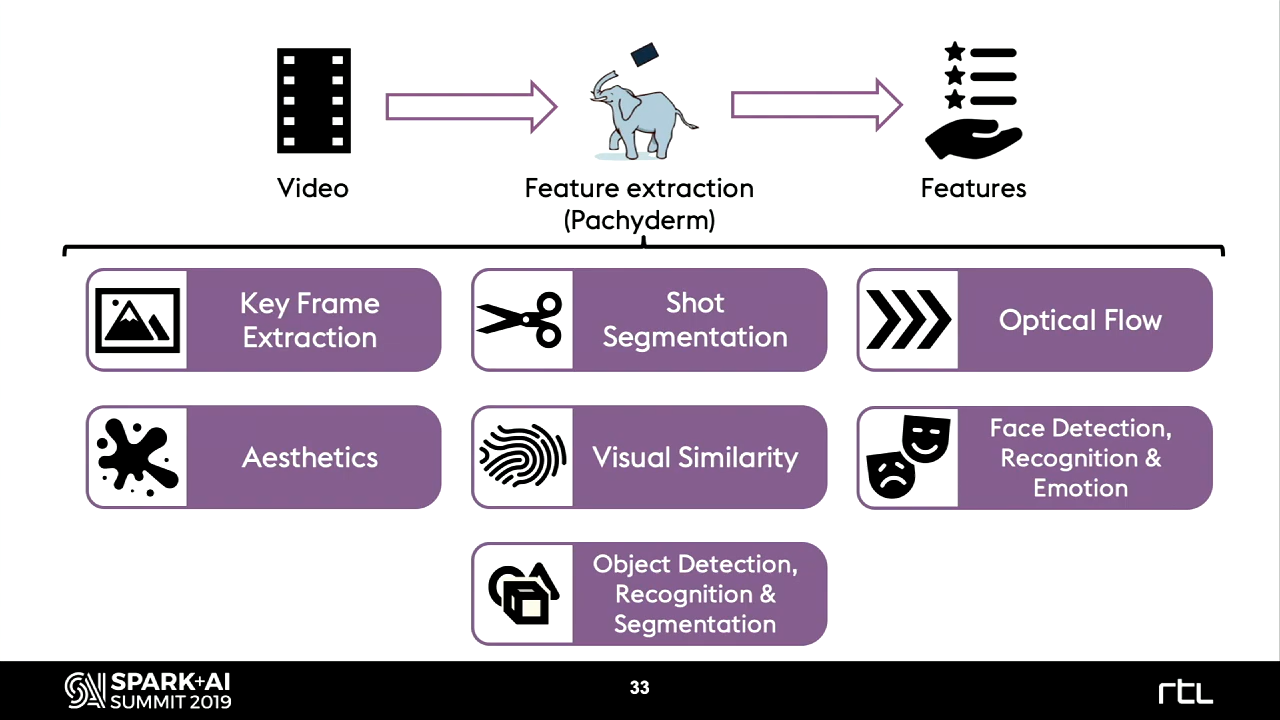 Video
Feature extraction
(Pachyderm)
Features
Key Frame
Extraction
Shot
Segmentation
Optical Flow
Aesthetics
Visual Similarity
Face Detection,
Recognition &
Emotion
Object Detection,
Recognition &
Segmentation
SPARK+AI
SUMMIT 2019
33
rtl